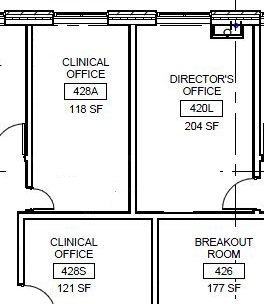 CLINICAL
OFFICE
428A
118 SF
DIRECTOR'S
OFFICE
420L
204 SF
CLINICAL
OFFICE
428S
121 SF
BREAKOUT
ROOM
426
177 SF